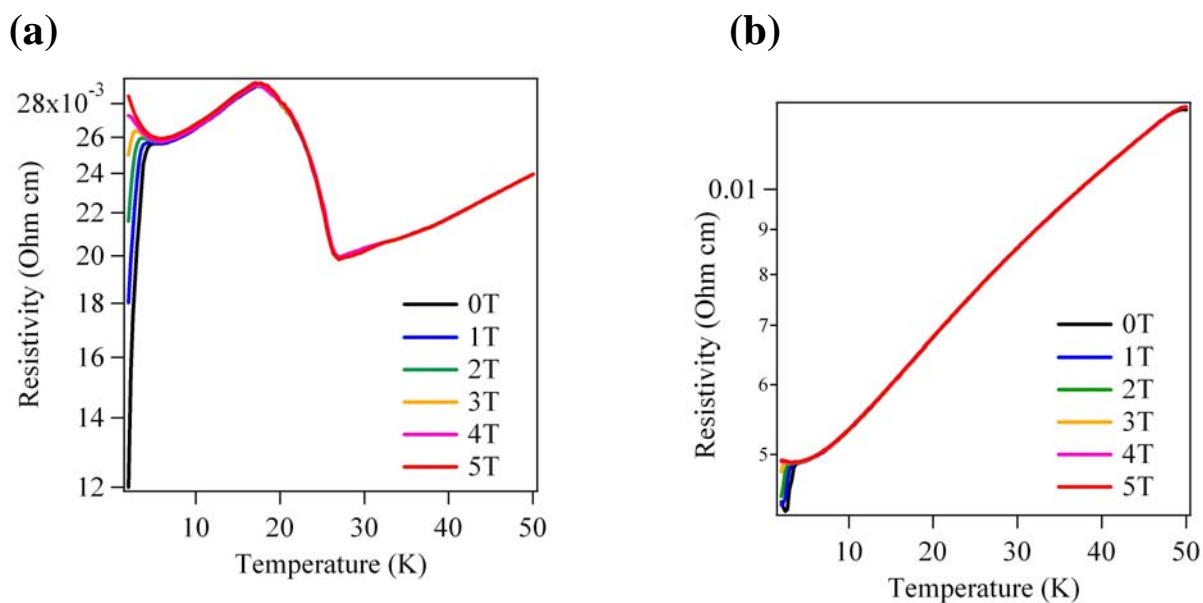 (a)
28x10-3
26
24
22
20
18
16
14
12
Resistivity (Ohm cm)
0T
1T
2T
3T
4T
5T
10
20
30
40
50
Temperature (K)
(b)
0.01
9
8
7
6
5
Resistivity (Ohm cm)
0T
1T
2T
3T
4T
5T
10
20
30
40
50
Temperature (K)